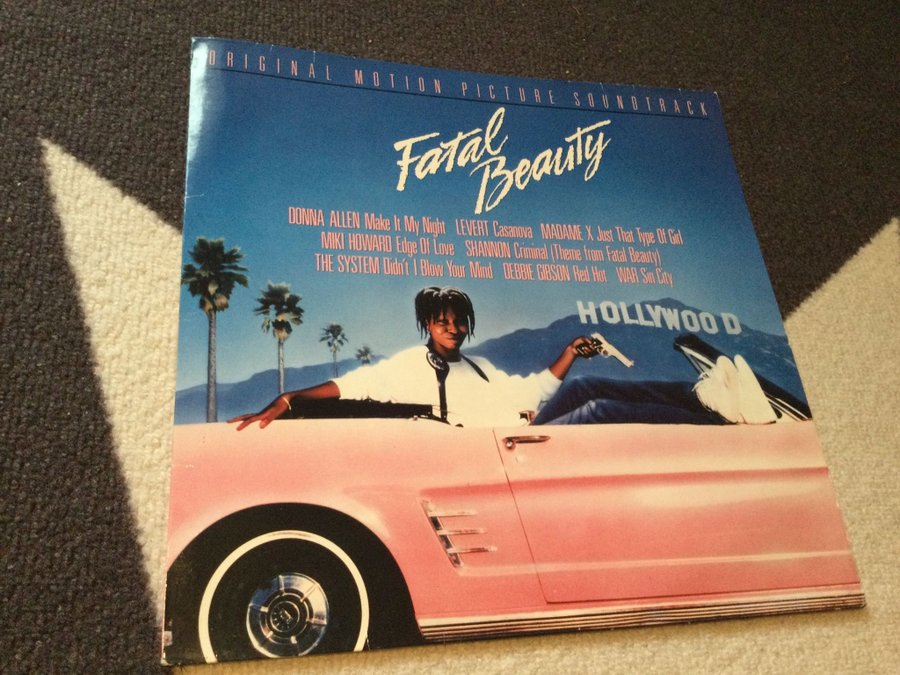 ORIGINAL MOTION PICTURE SOUNDTRACK
Fatal
Beauty
DONNA ALLEN Make It My Night LEVERT Casanova MADAME X Just That Type Of Girl
MIKI HOWARD Edge Of Love SHANNON Criminal (Theme from Fatal Beauty)
THE SYSTEM Didn't I Blow Your Mind DEBBIE GIBSON Red Hot WAR Sin City
HOLLYWOOD